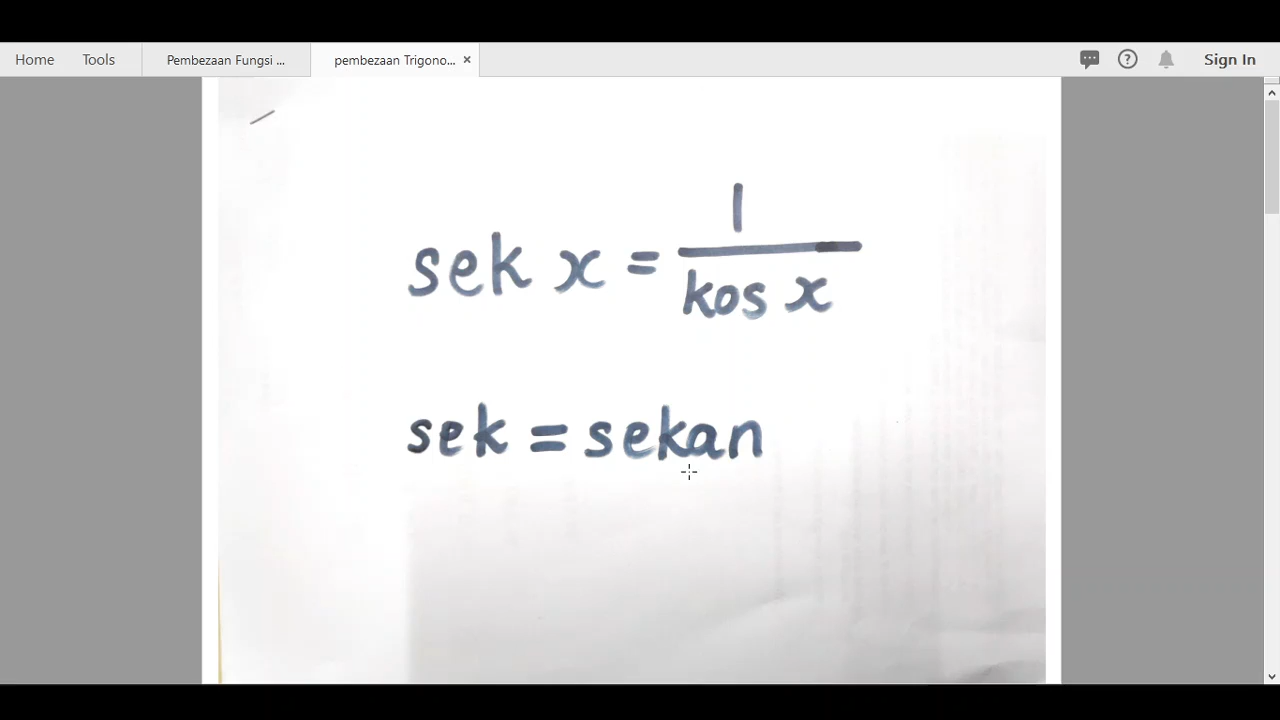 Home Tools Pembezaan Fungsi ... pembezaan Trigono... × Sign In
sek x = 1/kos x
sek = sekan